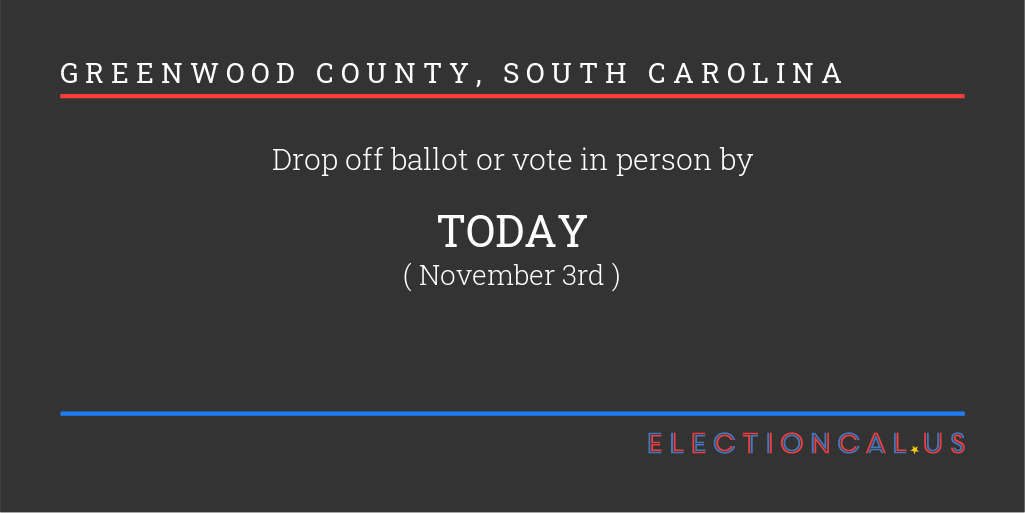 GREENWOOD COUNTY, SOUTH CAROLINA
Drop off ballot or vote in person by
TODAY
( November 3rd )
ELECTIONCAL.US